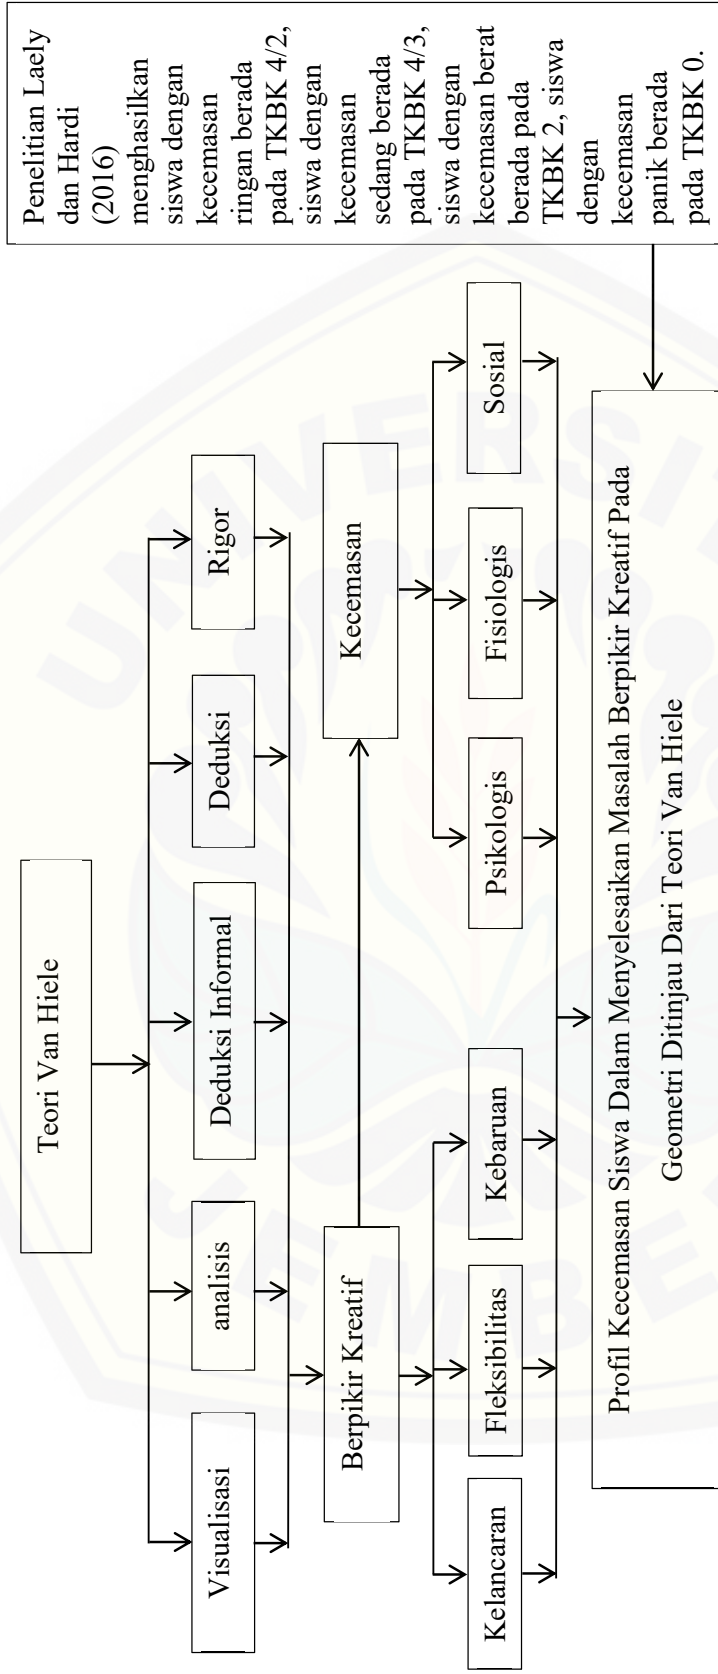 Teori Van Hiele
Visualisasi
analisis
Deduksi Informal
Deduksi
Rigor
Berpikir Kreatif
Kecemasan
Kelancaran
Fleksibilitas
Kebaruan
Psikologis
Fisiologis
Sosial
Profil Kecemasan Siswa Dalam Menyelesaikan Masalah Berpikir Kreatif Pada
Geometri Ditinjau Dari Teori Van Hiele
Penelitian Laely
dan Hardi
(2016)
menghasilkan
siswa dengan
kecemasan
ringan berada
pada TKBK 4/2,
siswa dengan
kecemasan
sedang berada
pada TKBK 4/3,
siswa dengan
kecemasan berat
berada pada
TKBK 2, siswa
dengan
kecemasan
panik berada
pada TKBK 0.
UNIVERSI
JEMBE